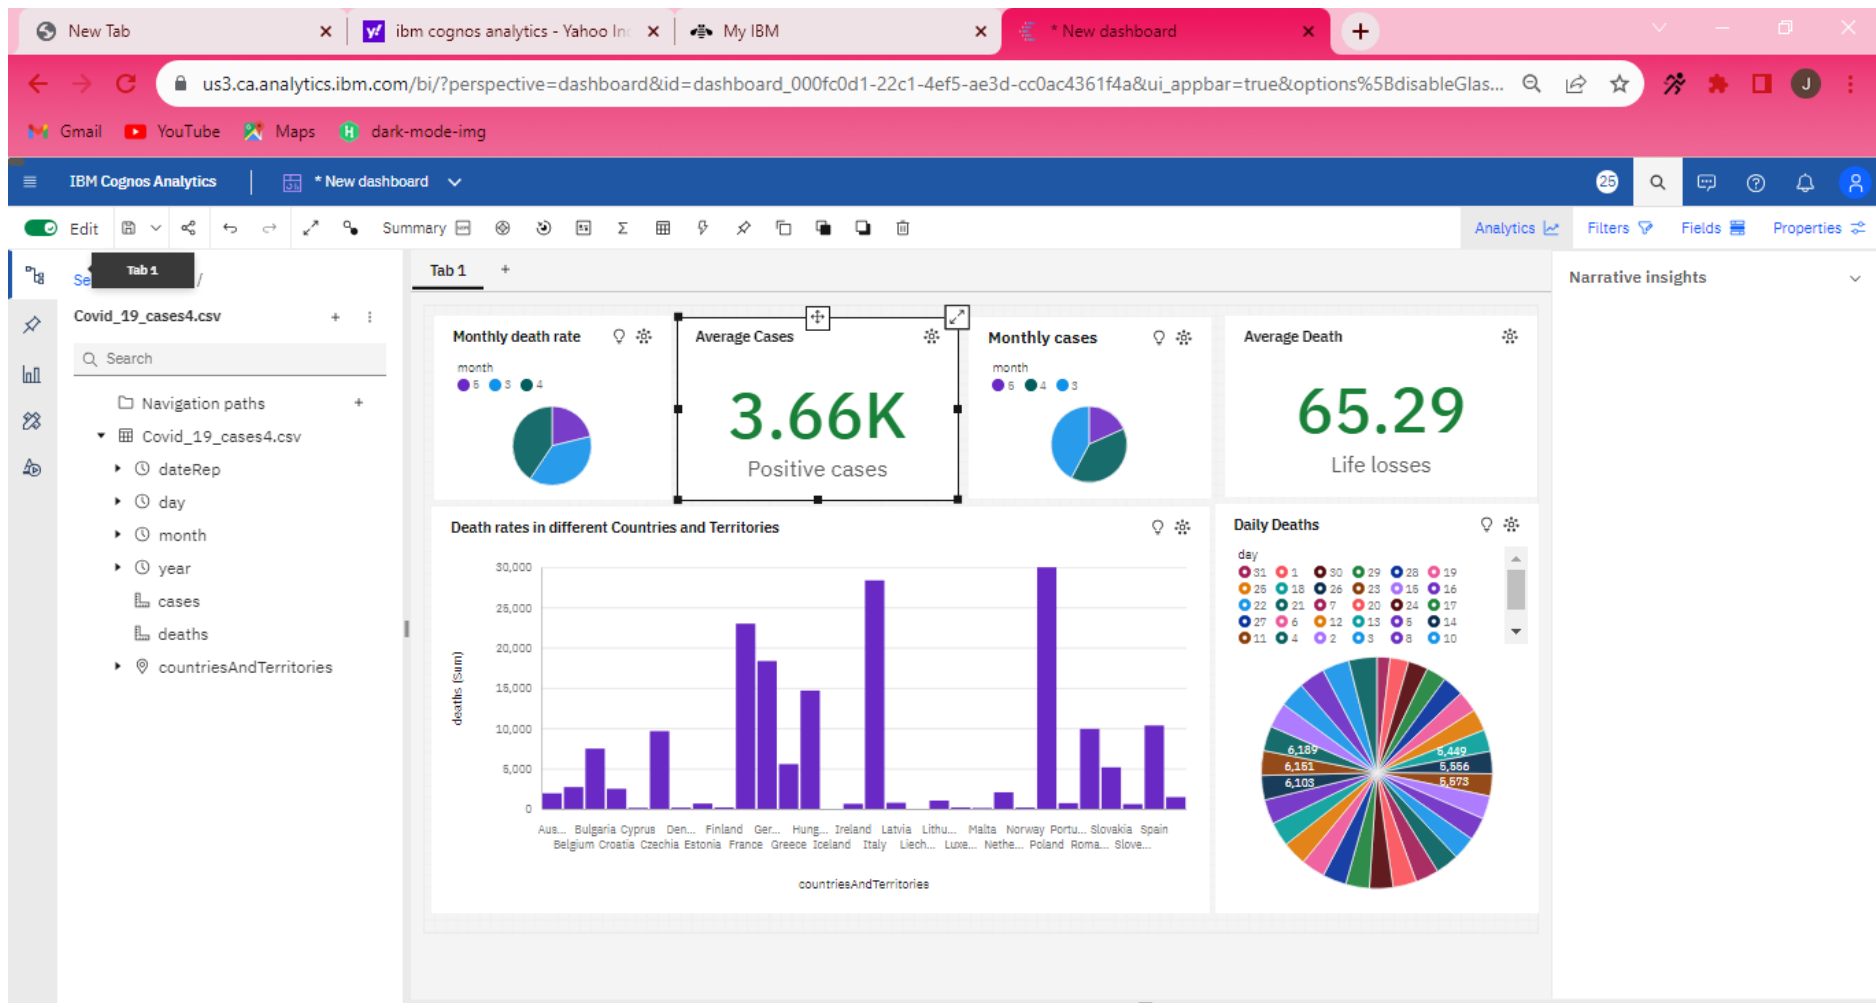 New Tab
ibm cognos analytics - Yahoo In
My IBM
* New dashboard
us3.ca.analytics.ibm.com/bi/?perspective=dashboard&id=dashboard_000fc0d1-22c1-4ef5-ae3d-cc0ac4361f4a&ui_appbar=true&options%5BdisableGlas...
J
Gmail
YouTube
Maps
dark-mode-img
IBM Cognos Analytics
* New dashboard
25
Edit
Summary
Analytics
Filters
Fields
Properties
Se
Tab 1
/
Covid_19_cases4.csv
Search
Navigation paths
Covid_19_cases4.csv
dateRep
day
month
year
cases
deaths
countriesAndTerritories
Tab 1
Narrative insights
Monthly death rate
month
5 3 4
Average Cases
3.66K
Positive cases
Monthly cases
month
5 4 3
Average Death
65.29
Life losses
Death rates in different Countries and Territories
30,000
25,000
20,000
15,000
10,000
5,000
0
deaths (Sum)
Aus... Bulgaria Cyprus Den... Finland Ger... Hung... Ireland Latvia Lithu... Malta Norway Portu... Slovakia Spain
Belgium Croatia Czechia Estonia France Greece Iceland Italy Liech... Luxe... Nethe... Poland Roma... Slove...
countriesAndTerritories
Daily Deaths
day
31 1 30 29 28 19
25 18 26 23 15 16
22 21 7 20 24 17
27 6 12 13 5 14
11 4 2 3 8 10
6,189
6,151
6,103
5,449
5,556
5,573